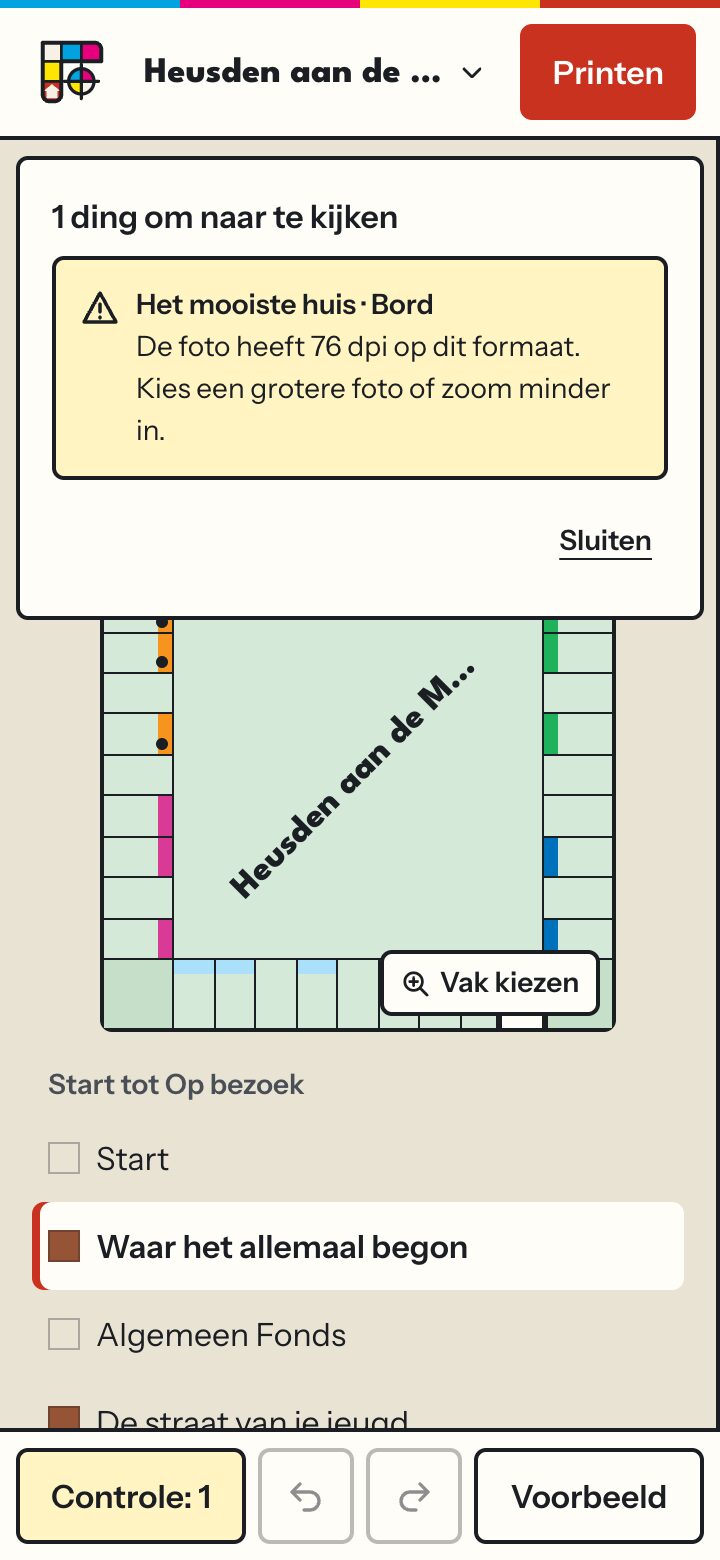 Heusden aan de ...
Printen
1 ding om naar te kijken
Het mooiste huis · Bord
De foto heeft 76 dpi op dit formaat.
Kies een grotere foto of zoom minder
in.
Sluiten
Heusden aan de M...
Vak kiezen
Start tot Op bezoek
Start
Waar het allemaal begon
Algemeen Fonds
De straat van je jeugd
Controle: 1
Voorbeeld